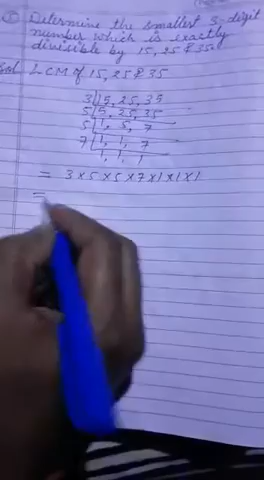 ① Determine the smallest 3-digit
number which is exactly
divisible by 15, 25 & 35.
Sol LCM of 15, 25 & 35
3 | 15, 25, 35
5 | 5, 25, 35
5 | 1, 5, 7
7 | 1, 1, 7
1, 1, 1
= 3 × 5 × 5 × 7 × 1 × 1 × 1
=